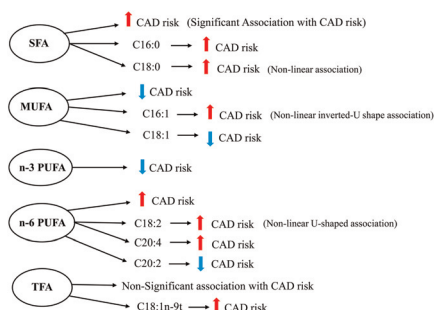 CAD risk (Significant Association with CAD risk)
SFA
C16:0 CAD risk
C18:0 CAD risk (Non-linear association)
CAD risk
MUFA
C16:1 CAD risk (Non-linear inverted-U shape association)
C18:1 CAD risk
n-3 PUFA CAD risk
CAD risk
n-6 PUFA
C18:2 CAD risk (Non-linear U-shaped association)
C20:4 CAD risk
C20:2 CAD risk
TFA Non-Significant association with CAD risk
C18:1n-9t CAD risk